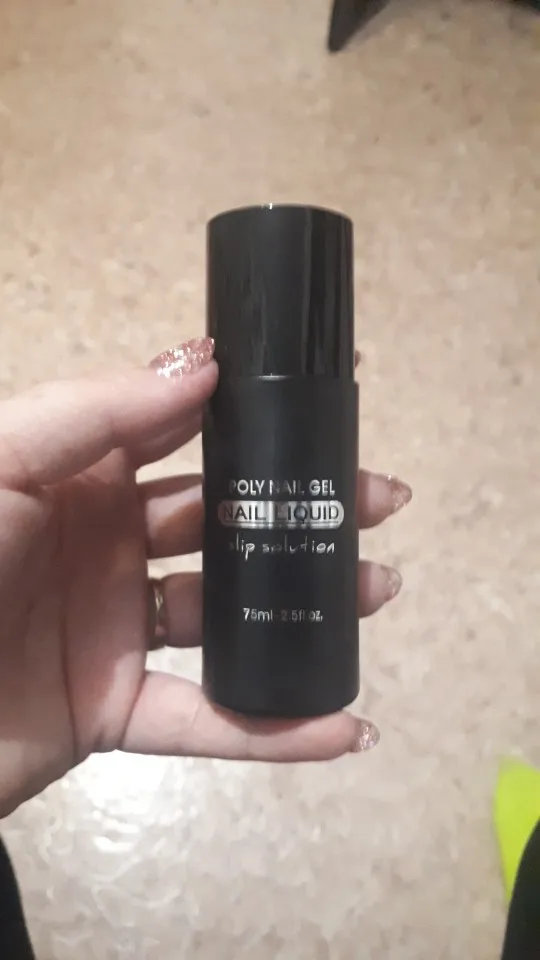 POLY NAIL GEL
NAIL LIQUID
slip solution
75ml 2.5fl oz.